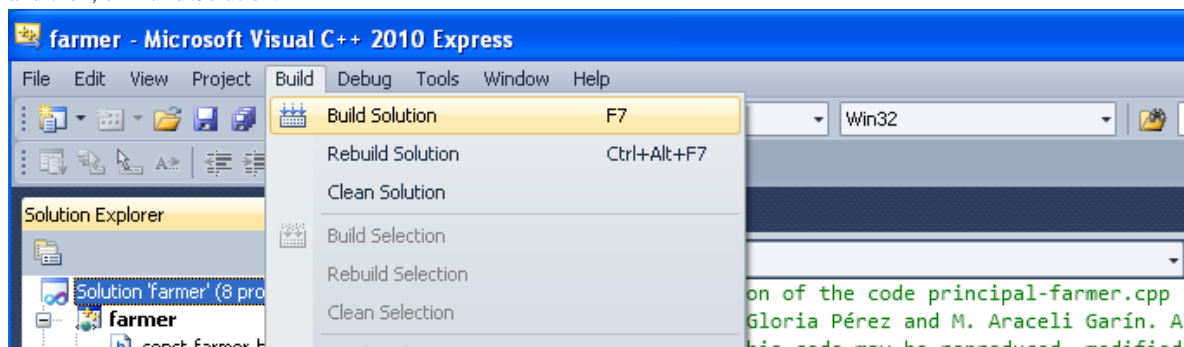 farmer - Microsoft Visual C++ 2010 Express
File Edit View Project Build Debug Tools Window Help
Build Solution F7
Win32
Rebuild Solution Ctrl+Alt+F7
Clean Solution
Solution Explorer
Build Selection
Rebuild Selection
Solution 'farmer' (8 pro
on of the code principal-farmer.cpp
farmer
Clean Selection
Gloria Pérez and M. Araceli Garín. A